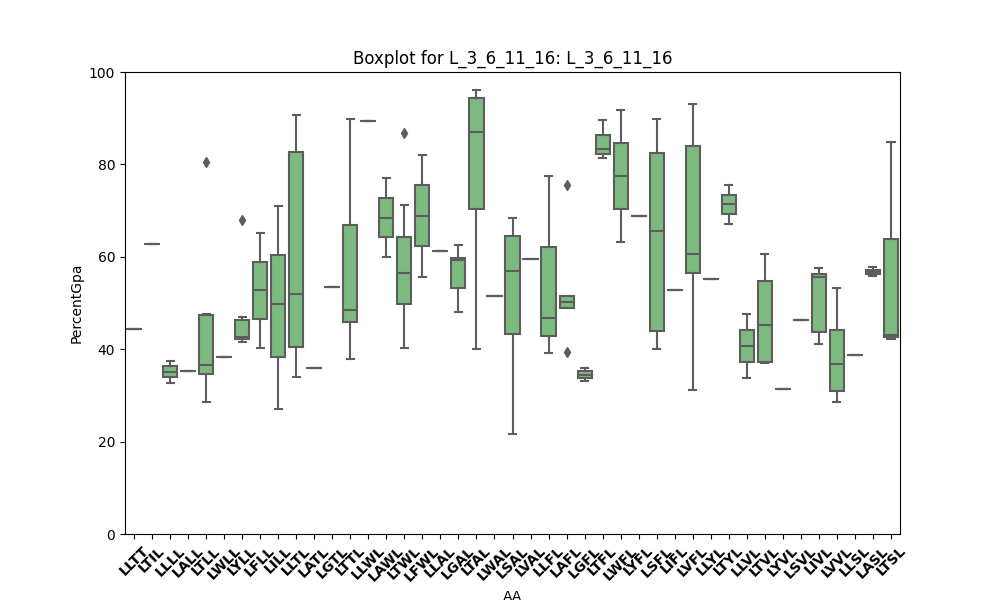 Boxplot for L_3_6_11_16: L_3_6_11_16
PercentGpa
100
80
60
40
20
0
LLTT
LTIL
LLLL
LALL
LTLL
LWLL
LYLL
LFLL
LILL
LLTL
LATL
LGTL
LTTL
LLWL
LAWL
LTWL
LFWL
LLAL
LGAL
LTAL
LWAL
LSAL
LVAL
LLFL
LAFL
LGFL
LTFL
LWFL
LYFL
LSFL
LIFL
LVFL
LLYL
LTYL
LLVL
LTVL
LYVL
LSVL
LIVL
LVVL
LLSL
LASL
LTSL
AA